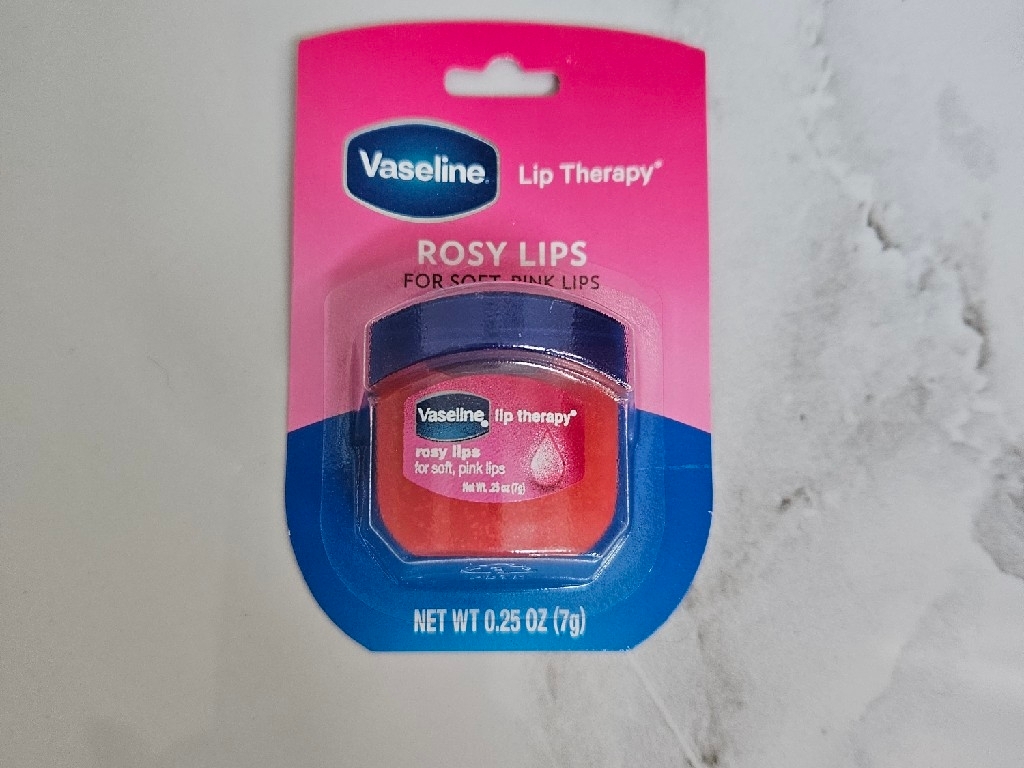 Vaseline. Lip Therapy®
ROSY LIPS
FOR SOFT, PINK LIPS
Vaseline® lip therapy®
rosy lips
for soft, pink lips
Net Wt. .25 oz (7g)
NET WT 0.25 OZ (7g)